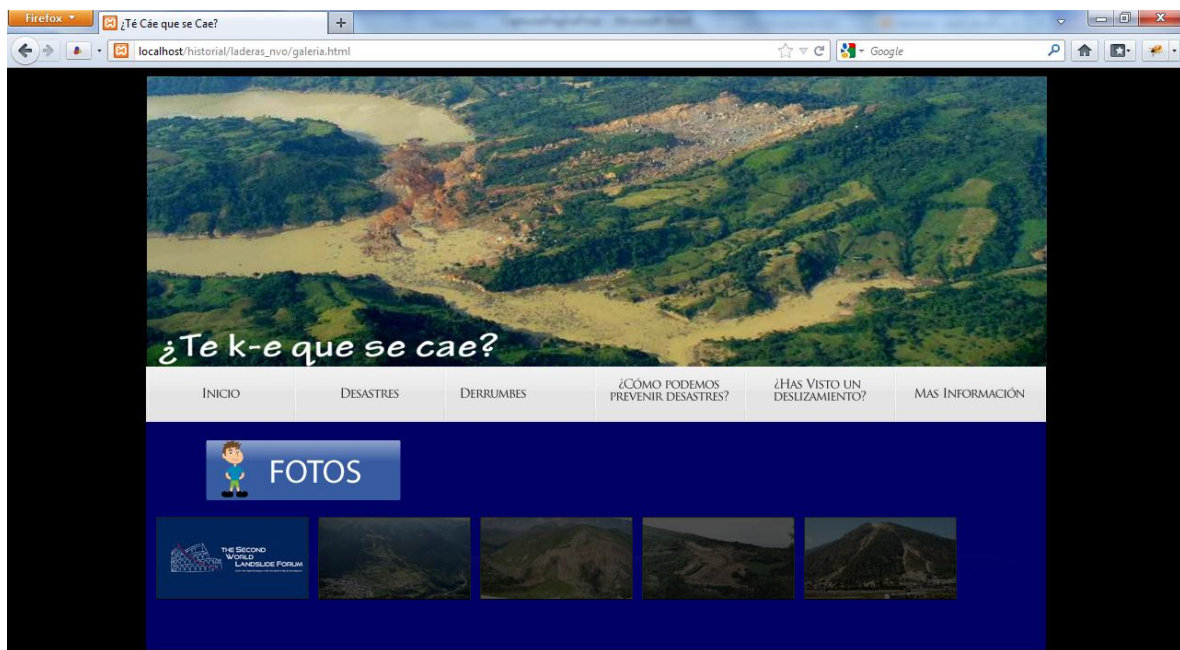 Firefox
¿Té Cáe que se Cae?
localhost/historial/laderas_nvo/galeria.html
Google
¿Te k-e que se cae?
INICIO
DESASTRES
DERRUMBES
¿CÓMO PODEMOS
PREVENIR DESASTRES?
¿HAS VISTO UN
DESLIZAMIENTO?
MAS INFORMACIÓN
FOTOS
THE SECOND
WORLD
LANDSLIDE FORUM